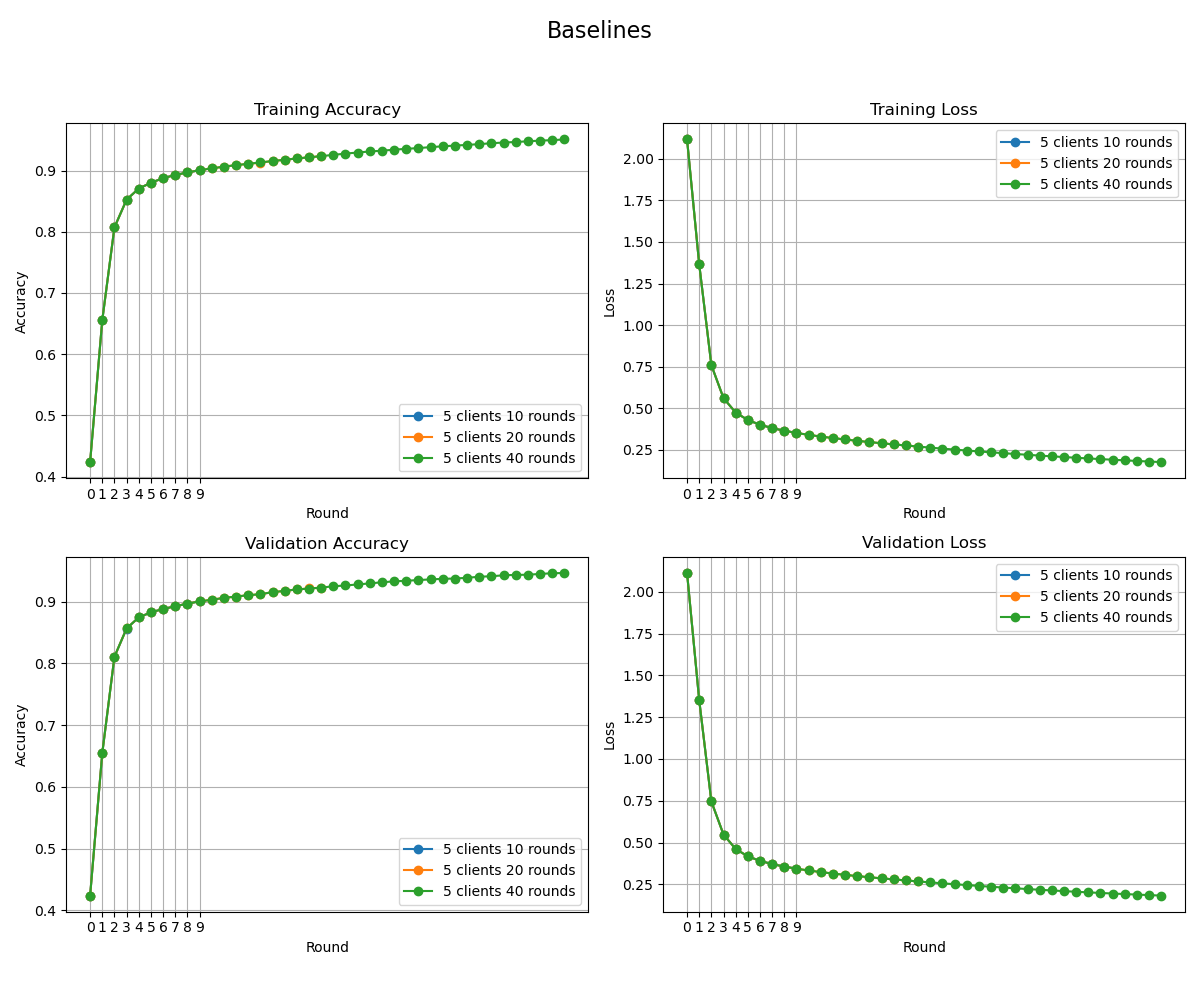 Baselines
Training Accuracy
Accuracy
0.9
0.8
0.7
0.6
0.5
0.4
5 clients 10 rounds
5 clients 20 rounds
5 clients 40 rounds
0 1 2 3 4 5 6 7 8 9
Round
Training Loss
Loss
2.00
1.75
1.50
1.25
1.00
0.75
0.50
0.25
5 clients 10 rounds
5 clients 20 rounds
5 clients 40 rounds
0 1 2 3 4 5 6 7 8 9
Round
Validation Accuracy
Accuracy
0.9
0.8
0.7
0.6
0.5
0.4
5 clients 10 rounds
5 clients 20 rounds
5 clients 40 rounds
0 1 2 3 4 5 6 7 8 9
Round
Validation Loss
Loss
2.00
1.75
1.50
1.25
1.00
0.75
0.50
0.25
5 clients 10 rounds
5 clients 20 rounds
5 clients 40 rounds
0 1 2 3 4 5 6 7 8 9
Round